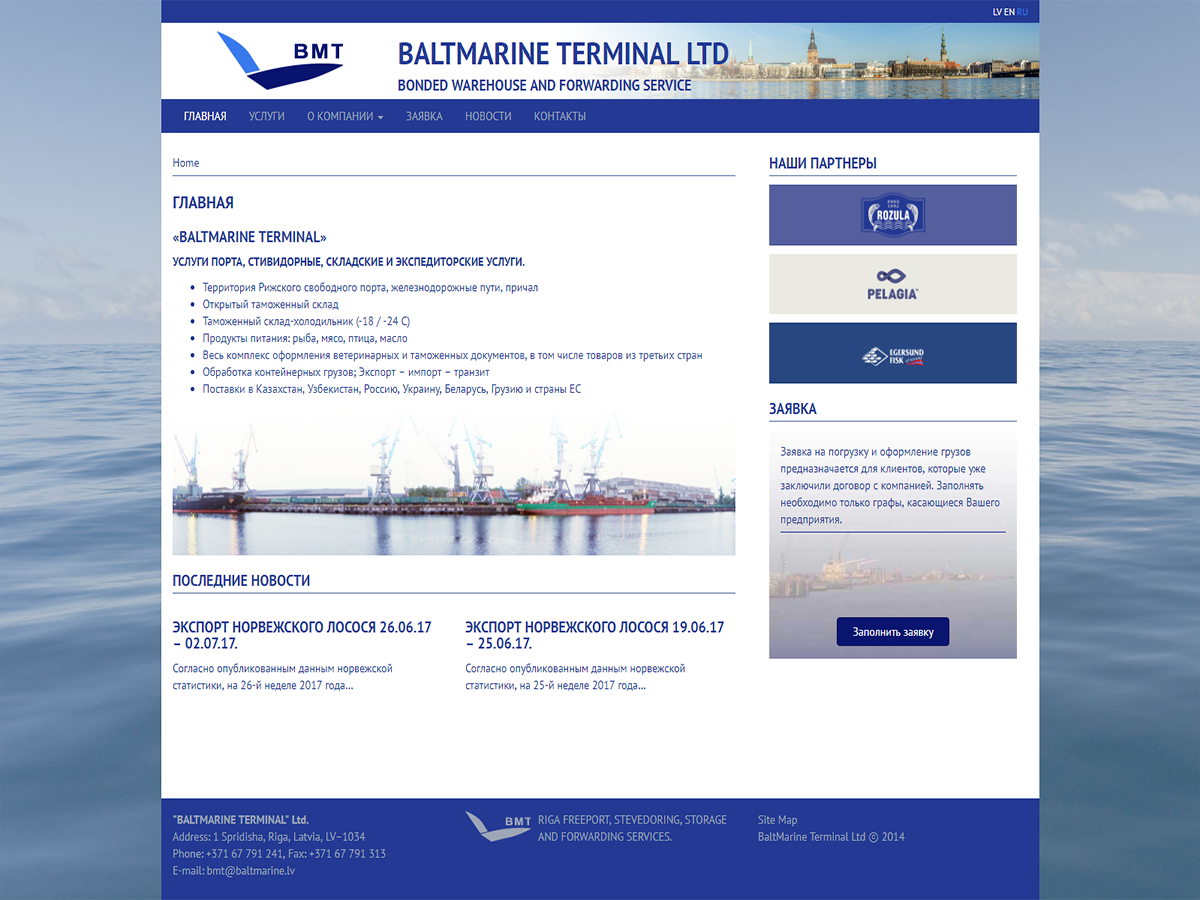 LV EN RU
BMT
BALTMARINE TERMINAL LTD
BONDED WAREHOUSE AND FORWARDING SERVICE
ГЛАВНАЯ УСЛУГИ О КОМПАНИИ ЗАЯВКА НОВОСТИ КОНТАКТЫ
Home
ГЛАВНАЯ
«BALTMARINE TERMINAL»
УСЛУГИ ПОРТА, СТИВИДОРНЫЕ, СКЛАДСКИЕ И ЭКСПЕДИТОРСКИЕ УСЛУГИ.
Территория Рижского свободного порта, железнодорожные пути, причал
Открытый таможенный склад
Таможенный склад-холодильник (-18 / -24 C)
Продукты питания: рыба, мясо, птица, масло
Весь комплекс оформления ветеринарных и таможенных документов, в том числе товаров из третьих стран
Обработка контейнерных грузов; Экспорт – импорт – транзит
Поставки в Казахстан, Узбекистан, Россию, Украину, Беларусь, Грузию и страны ЕС
ПОСЛЕДНИЕ НОВОСТИ
ЭКСПОРТ НОРВЕЖСКОГО ЛОСОСЯ 26.06.17
– 02.07.17.
Согласно опубликованным данным норвежской
статистики, на 26-й неделе 2017 года...
ЭКСПОРТ НОРВЕЖСКОГО ЛОСОСЯ 19.06.17
– 25.06.17.
Согласно опубликованным данным норвежской
статистики, на 25-й неделе 2017 года...
НАШИ ПАРТНЕРЫ
ANNO
1992
ROZULA
PELAGIA
EGERSUND
FISK
ЗАЯВКА
Заявка на погрузку и оформление грузов
предназначается для клиентов, которые уже
заключили договор с компанией. Заполнять
необходимо только графы, касающиеся Вашего
предприятия.
Заполнить заявку
"BALTMARINE TERMINAL" Ltd.
Address: 1 Spridisha, Riga, Latvia, LV–1034
Phone: +371 67 791 241, Fax: +371 67 791 313
E-mail: bmt@baltmarine.lv
BMT
RIGA FREEPORT, STEVEDORING, STORAGE
AND FORWARDING SERVICES.
Site Map
BaltMarine Terminal Ltd © 2014